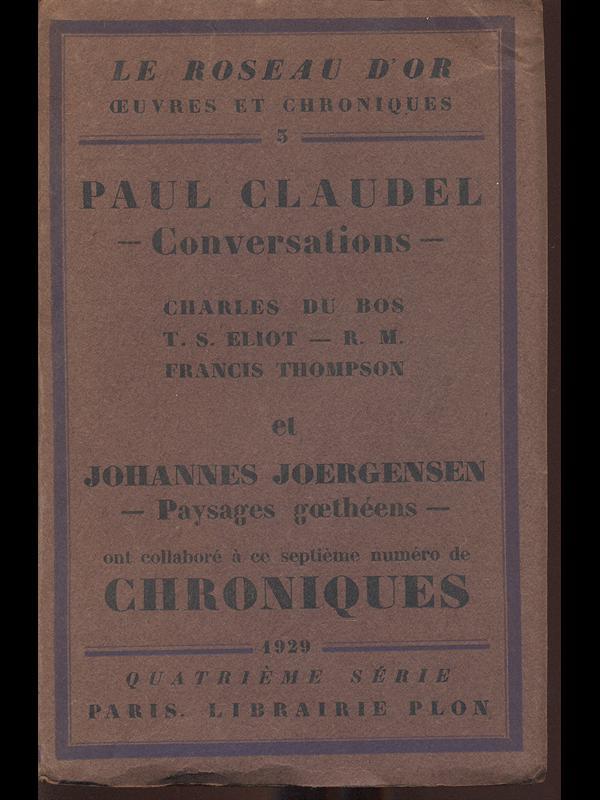 LE ROSEAU D'OR
ŒUVRES ET CHRONIQUES
5
PAUL CLAUDEL
— Conversations —
CHARLES DU BOS
T. S. ELIOT — R. M.
FRANCIS THOMPSON
et
JOHANNES JOERGENSEN
— Paysages gœthéens —
ont collaboré à ce septième numéro de
CHRONIQUES
1929
QUATRIÈME SÉRIE
PARIS. LIBRAIRIE PLON